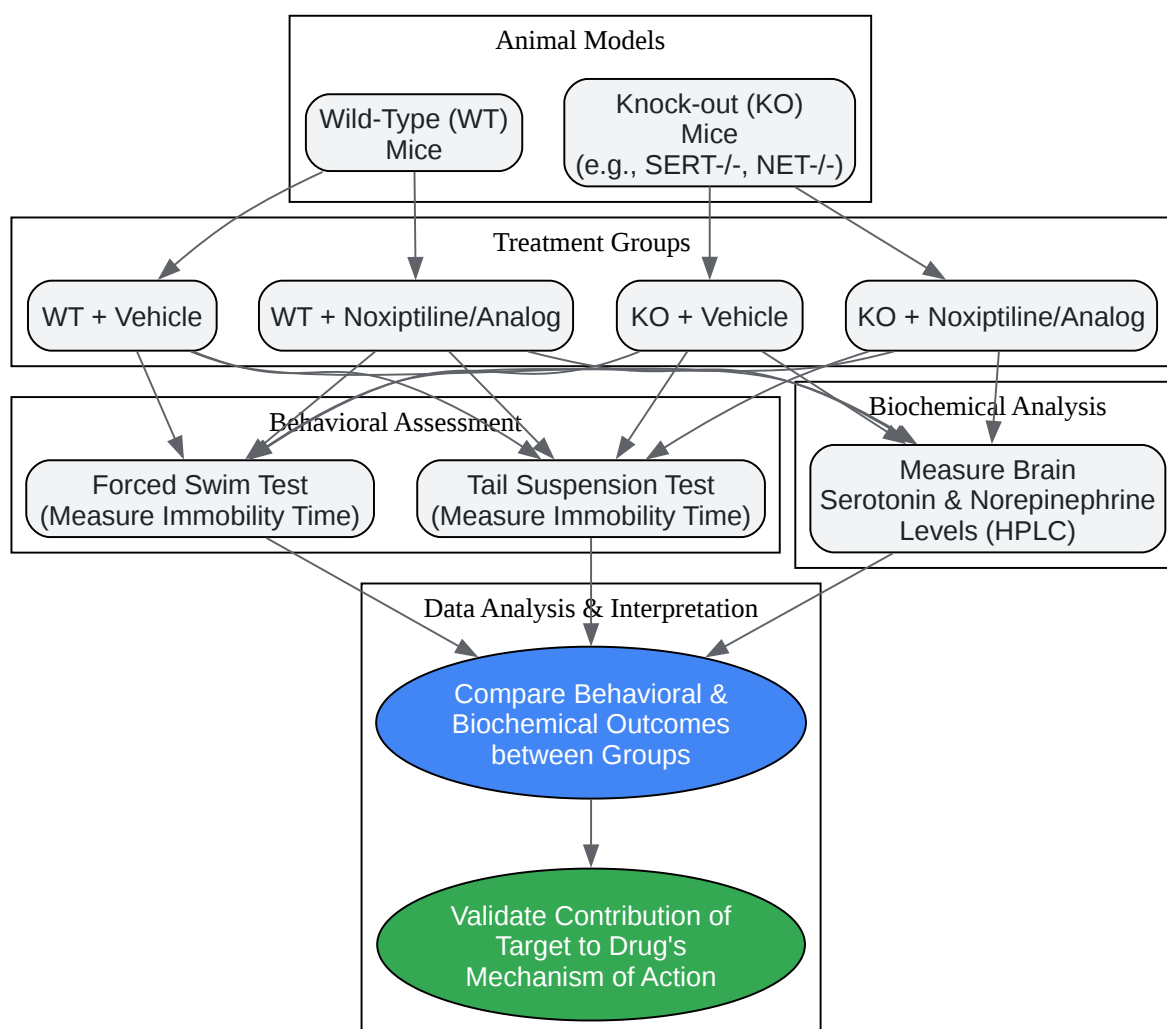 Animal Models
Wild-Type (WT)
Mice
Knock-out (KO)
Mice
(e.g., SERT-/-, NET-/-)
Treatment Groups
WT + Vehicle
WT + Noxiptiline/Analog
KO + Vehicle
KO + Noxiptiline/Analog
Behavioral Assessment
Forced Swim Test
(Measure Immobility Time)
Tail Suspension Test
(Measure Immobility Time)
Biochemical Analysis
Measure Brain
Serotonin & Norepinephrine
Levels (HPLC)
Data Analysis & Interpretation
Compare Behavioral &
Biochemical Outcomes
between Groups
Validate Contribution of
Target to Drug's
Mechanism of Action